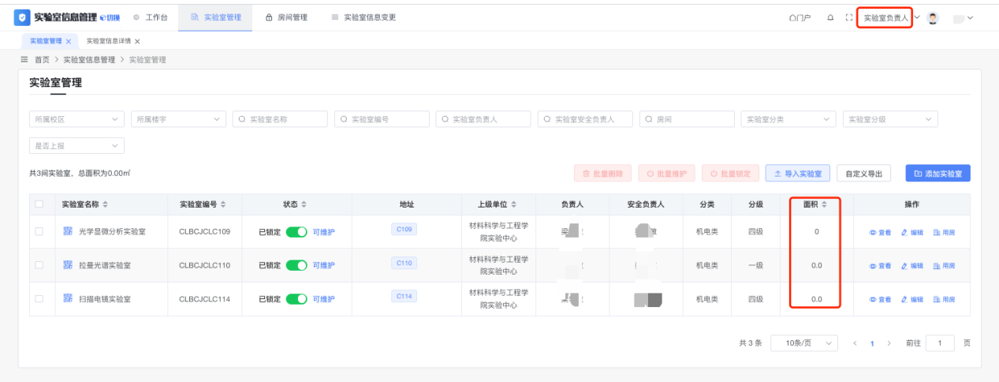 实验室信息管理 切换 工作台 实验室管理 房间管理 实验室信息变更 门户 实验室负责人
实验室管理 实验室信息详情
首页 > 实验室信息管理 > 实验室管理
实验室管理
所属校区 所属楼宇 实验室名称 实验室编号 实验室负责人 实验室安全负责人 房间 实验室分类 实验室分级
是否上报
共3间实验室，总面积为0.00㎡ 批量删除 批量维护 批量锁定 导入实验室 自定义导出 添加实验室
实验室名称 实验室编号 状态 地址 上级单位 负责人 安全负责人 分类 分级 面积 操作
光学显微分析实验室 CLBCJCLC109 已锁定 可维护 C109 材料科学与工程学 机电类 四级 0 查看 编辑 用房
院实验中心
拉曼光谱实验室 CLBCJCLC110 已锁定 可维护 C110 材料科学与工程学 机电类 一级 0.0 查看 编辑 用房
院实验中心
扫描电镜实验室 CLBCJCLC114 已锁定 可维护 C114 材料科学与工程学 机电类 四级 0.0 查看 编辑 用房
院实验中心
共 3 条 10条/页 < 1 > 前往 1 页